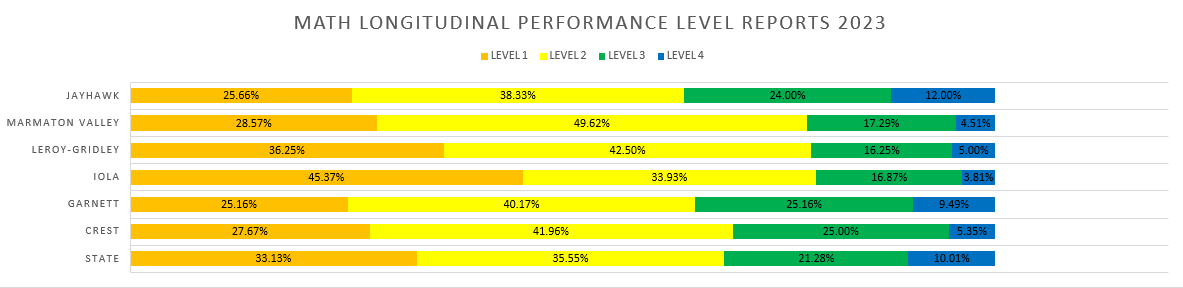 MATH LONGITUDINAL PERFORMANCE LEVEL REPORTS 2023
LEVEL 1 LEVEL 2 LEVEL 3 LEVEL 4
JAYHAWK 25.66% 38.33% 24.00% 12.00%
MARMATON VALLEY 28.57% 49.62% 17.29% 4.51%
LEROY-GRIDLEY 36.25% 42.50% 16.25% 5.00%
IOLA 45.37% 33.93% 16.87% 3.81%
GARNETT 25.16% 40.17% 25.16% 9.49%
CREST 27.67% 41.96% 25.00% 5.35%
STATE 33.13% 35.55% 21.28% 10.01%